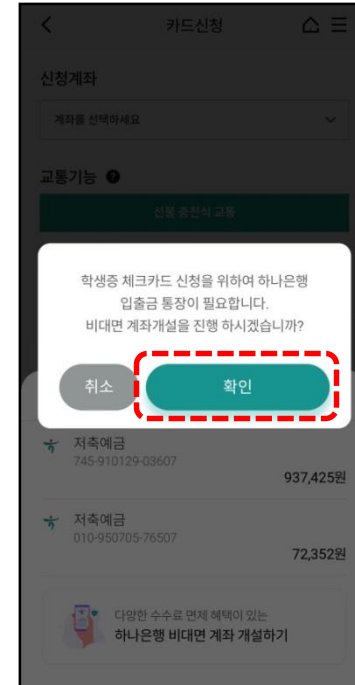 카드신청
신청계좌
계좌를 선택하세요
교통기능
선불 충전식 교통
학생증 체크카드 신청을 위하여 하나은행
입출금 통장이 필요합니다.
비대면 계좌개설을 진행 하시겠습니까?
취소
확인
저축예금
745-910129-03607
937,425원
저축예금
010-950705-76507
72,352원
다양한 수수료 면제 혜택이 있는
하나은행 비대면 계좌 개설하기